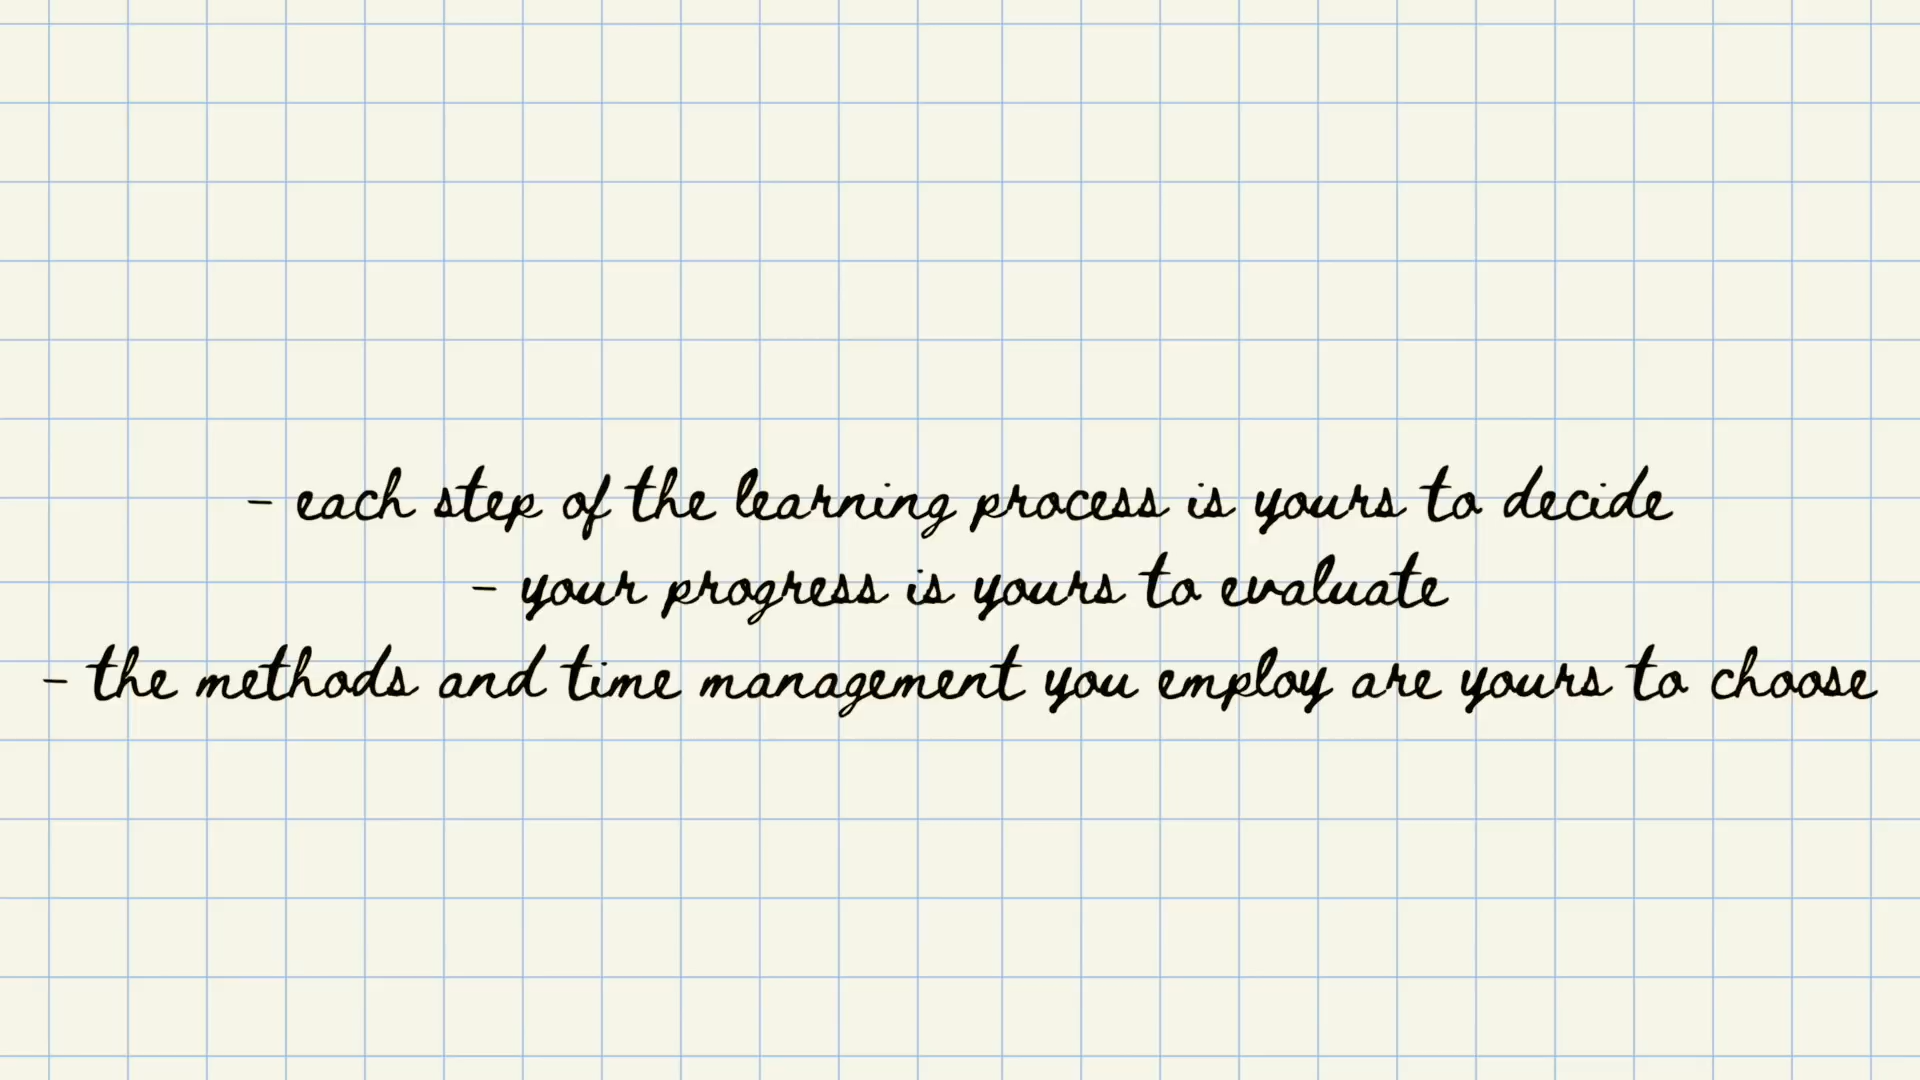 - each step of the learning process is yours to decide
- your progress is yours to evaluate
- the methods and time management you employ are yours to choose